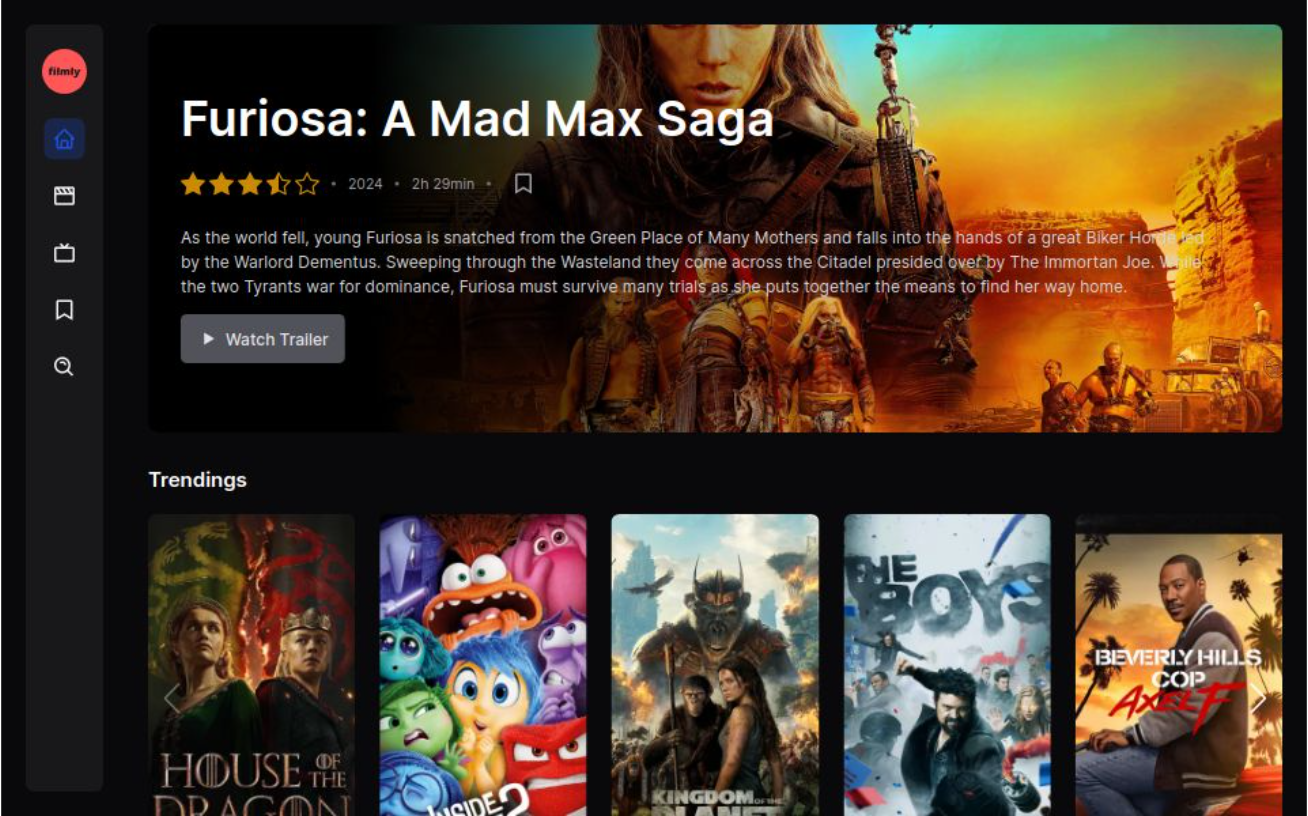 filmly
Furiosa: A Mad Max Saga
• 2024 • 2h 29min •
As the world fell, young Furiosa is snatched from the Green Place of Many Mothers and falls into the hands of a great Biker Horde led
by the Warlord Dementus. Sweeping through the Wasteland they come across the Citadel presided over by The Immortan Joe. While
the two Tyrants war for dominance, Furiosa must survive many trials as she puts together the means to find her way home.
Watch Trailer
Trendings
HOUSE OF THE
DRAGON
INSIDE 2
KINGDOM OF THE
PLANET
THE
BOYS
BEVERLY HILLS
COP
AXEL F